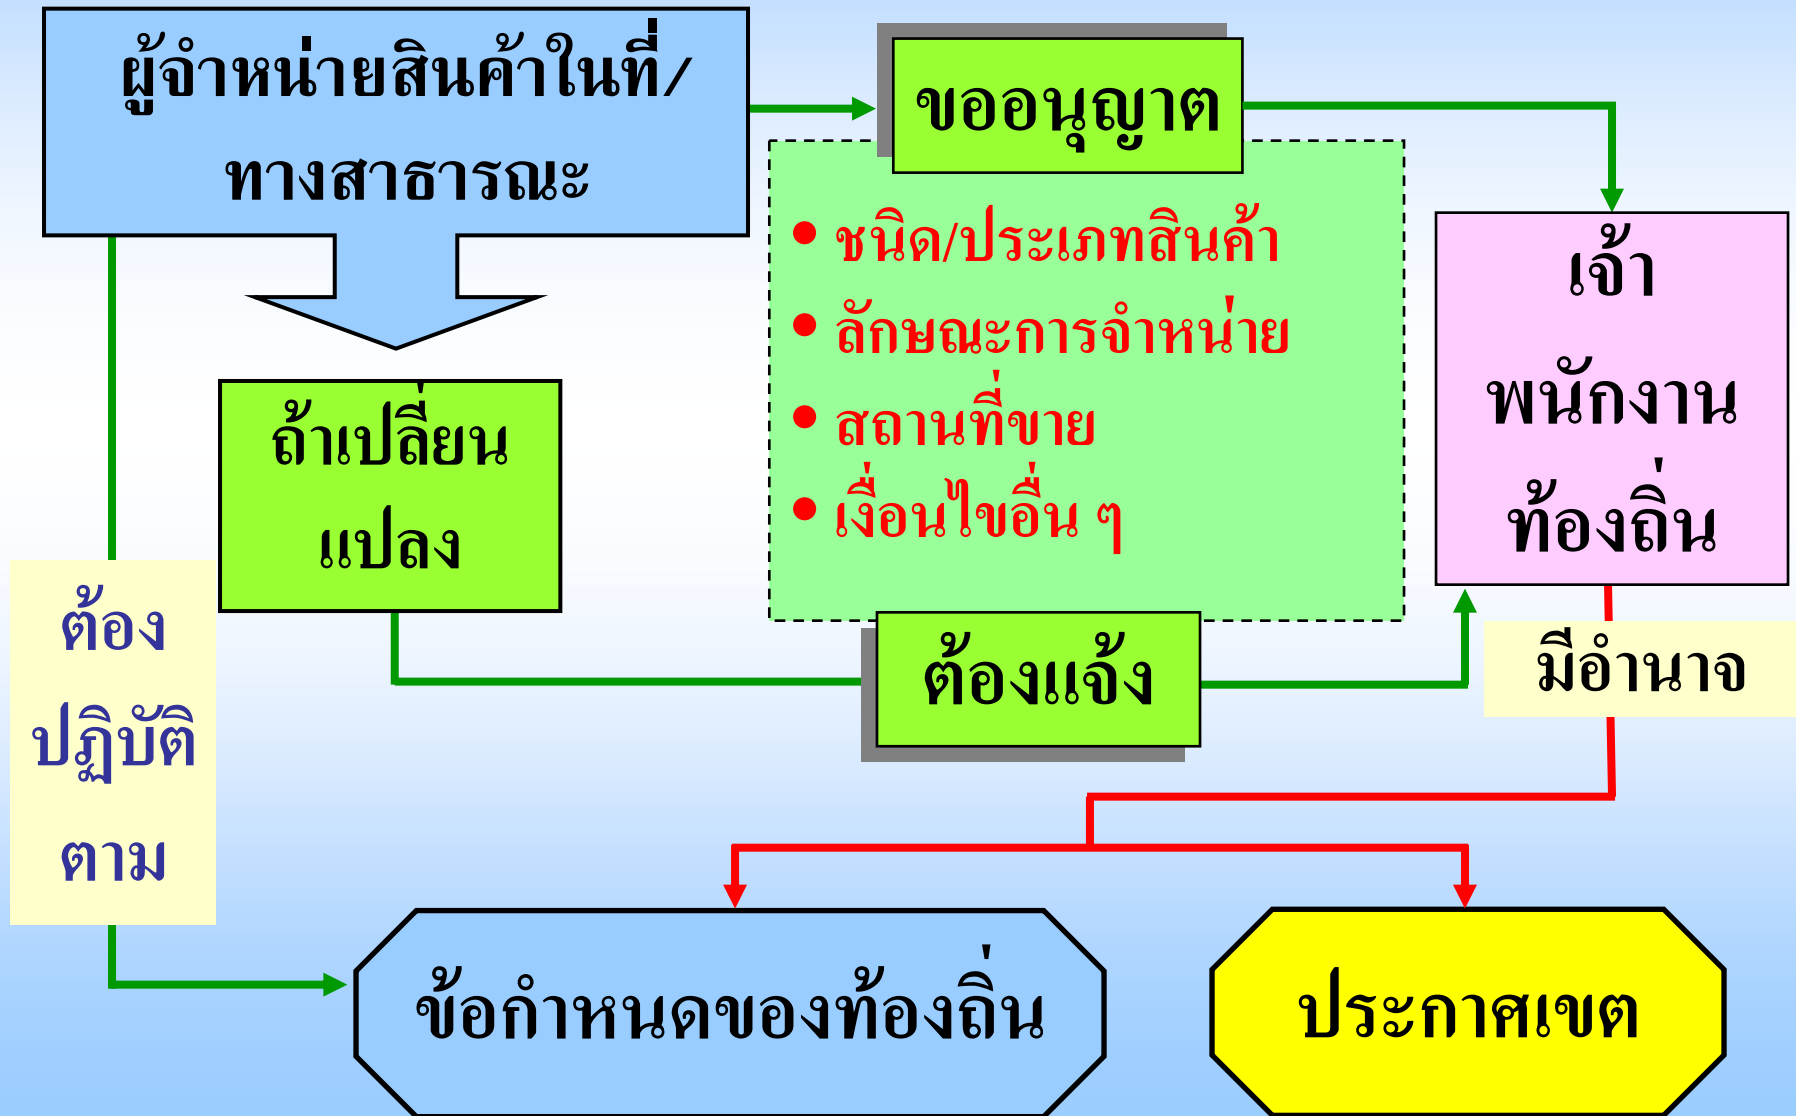 ผู้จำหน่ายสินค้าในที่/
ทางสาธารณะ
ขออนุญาต
• ชนิด/ประเภทสินค้า
• ลักษณะการจำหน่าย
• สถานที่ขาย
• เงื่อนไขอื่น ๆ
เจ้า
พนักงาน
ท้องถิ่น
ถ้าเปลี่ยน
แปลง
ต้องแจ้ง
มีอำนาจ
ต้อง
ปฏิบัติ
ตาม
ข้อกำหนดของท้องถิ่น
ประกาศเขต